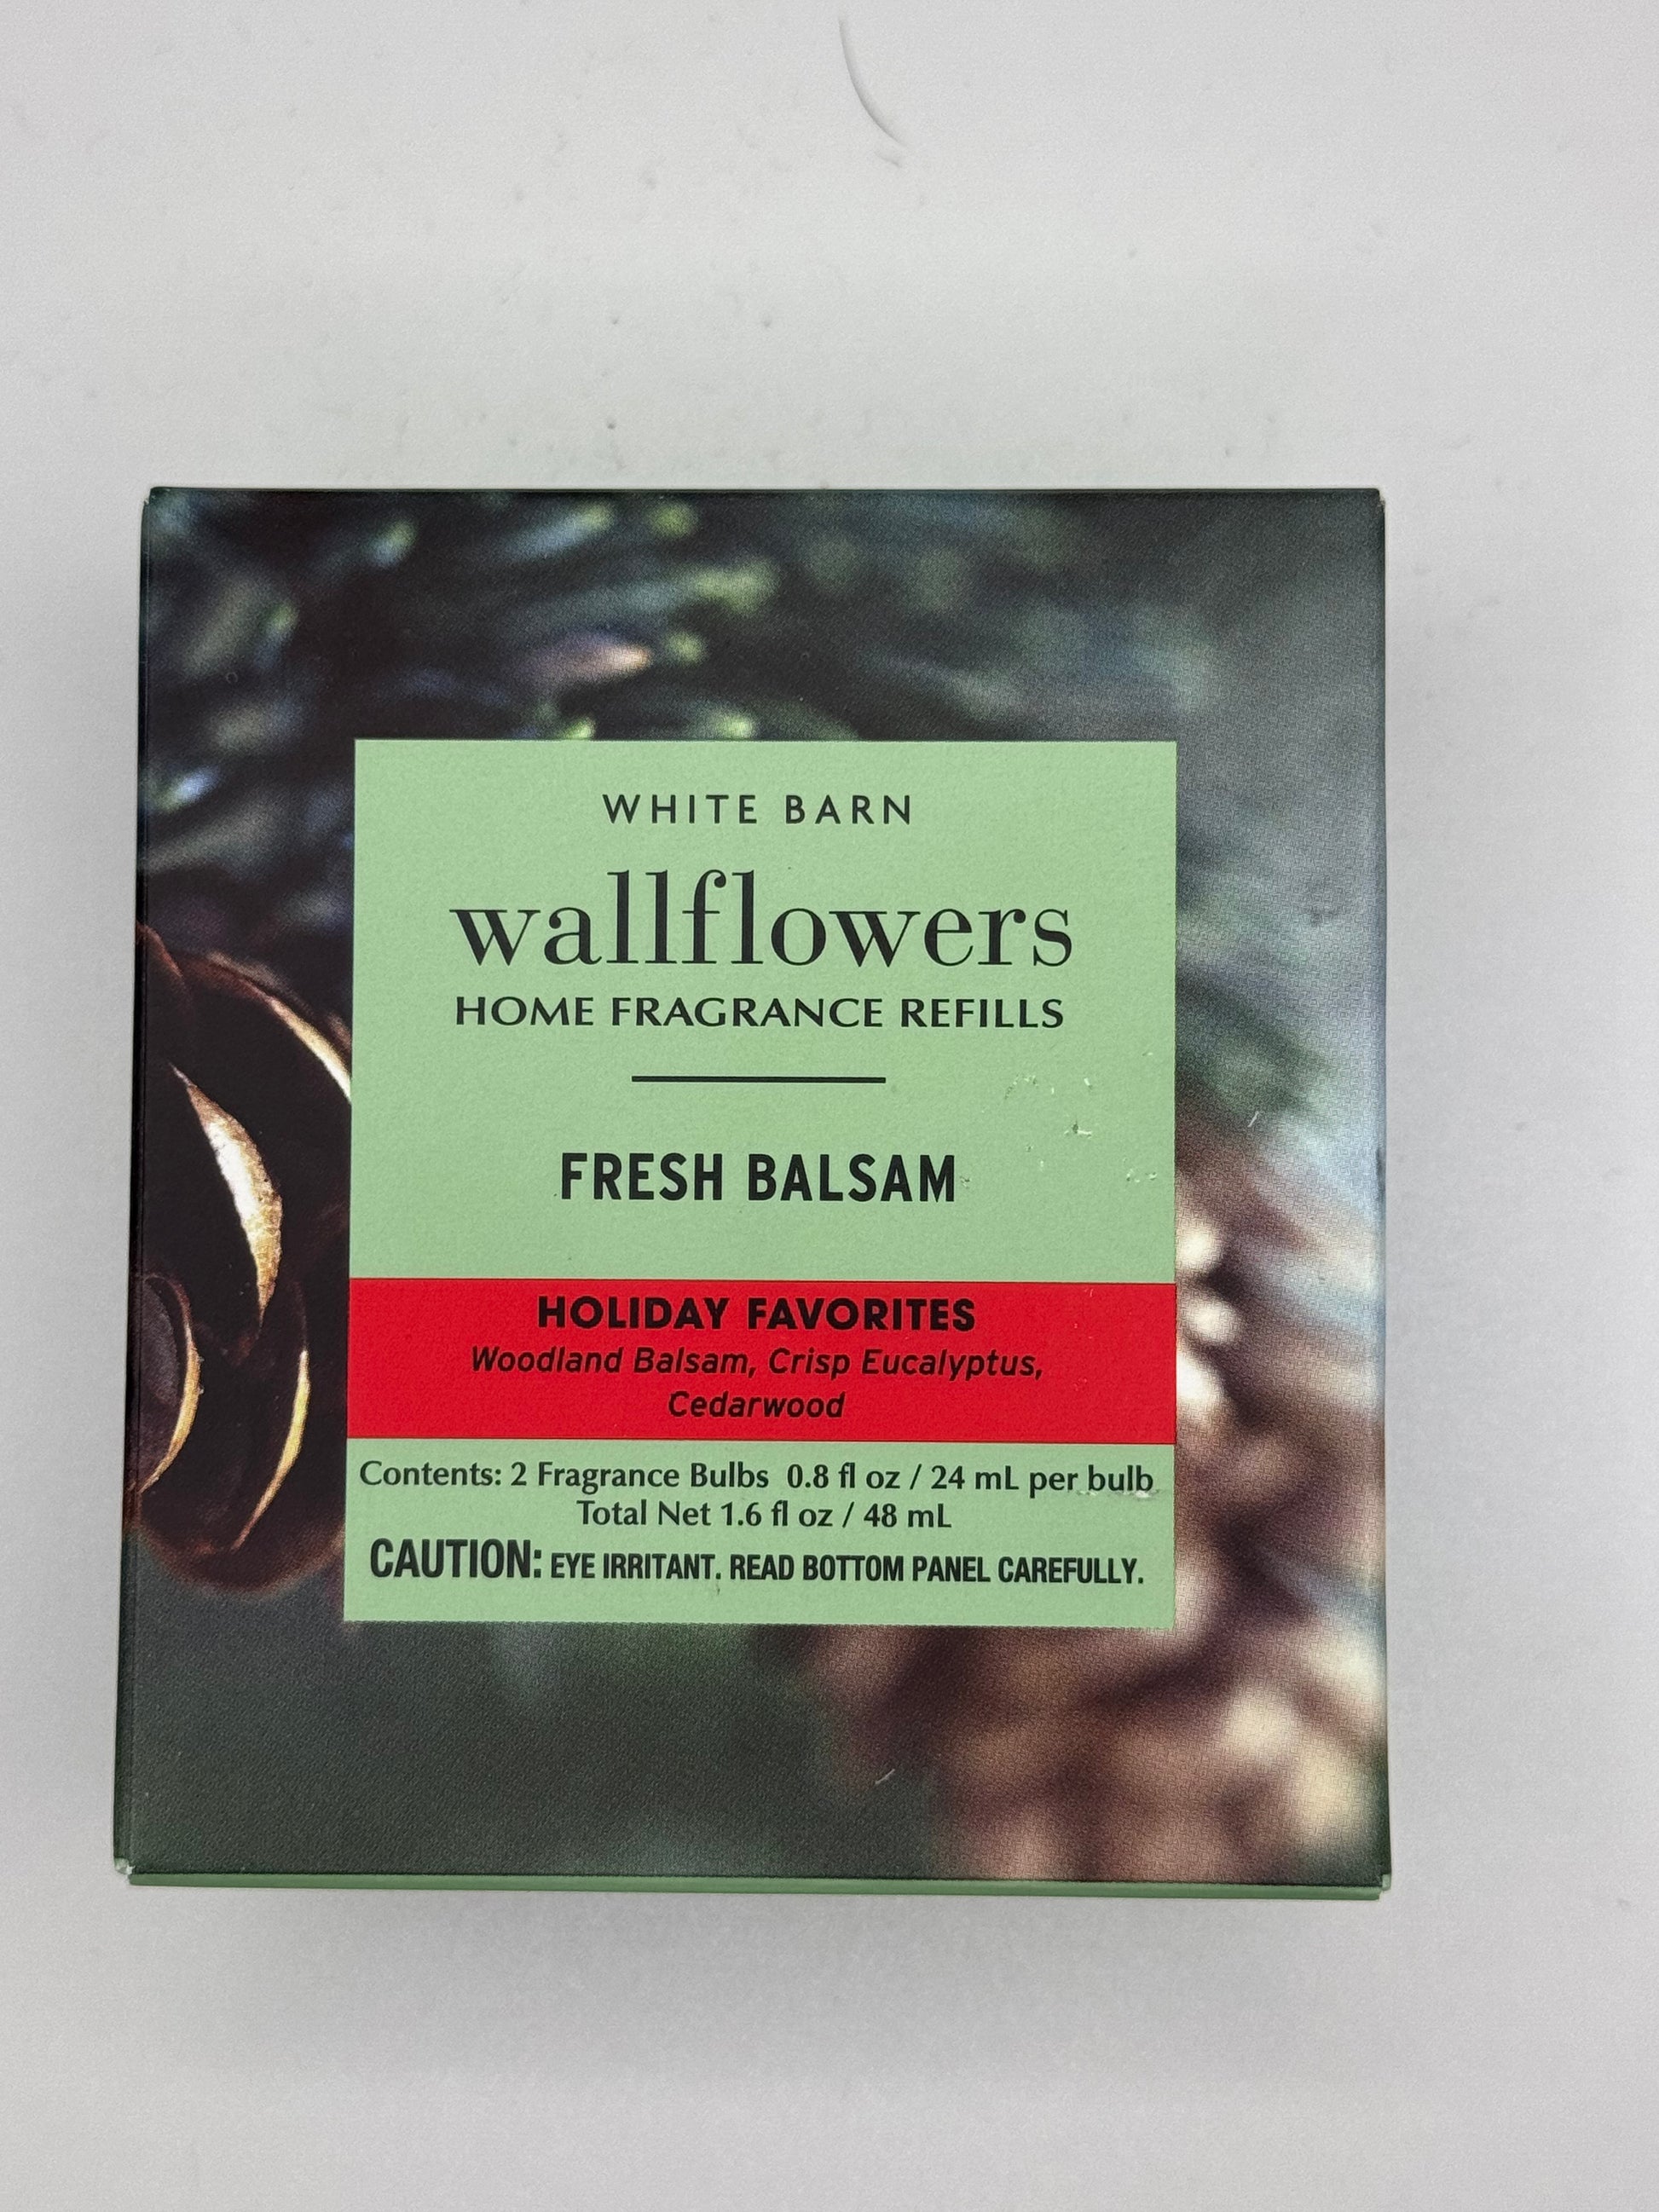 WHITE BARN
wallflowers
HOME FRAGRANCE REFILLS
FRESH BALSAM
HOLIDAY FAVORITES
Woodland Balsam, Crisp Eucalyptus,
Cedarwood
Contents: 2 Fragrance Bulbs 0.8 fl oz / 24 mL per bulb
Total Net 1.6 fl oz / 48 mL
CAUTION: EYE IRRITANT. READ BOTTOM PANEL CAREFULLY.